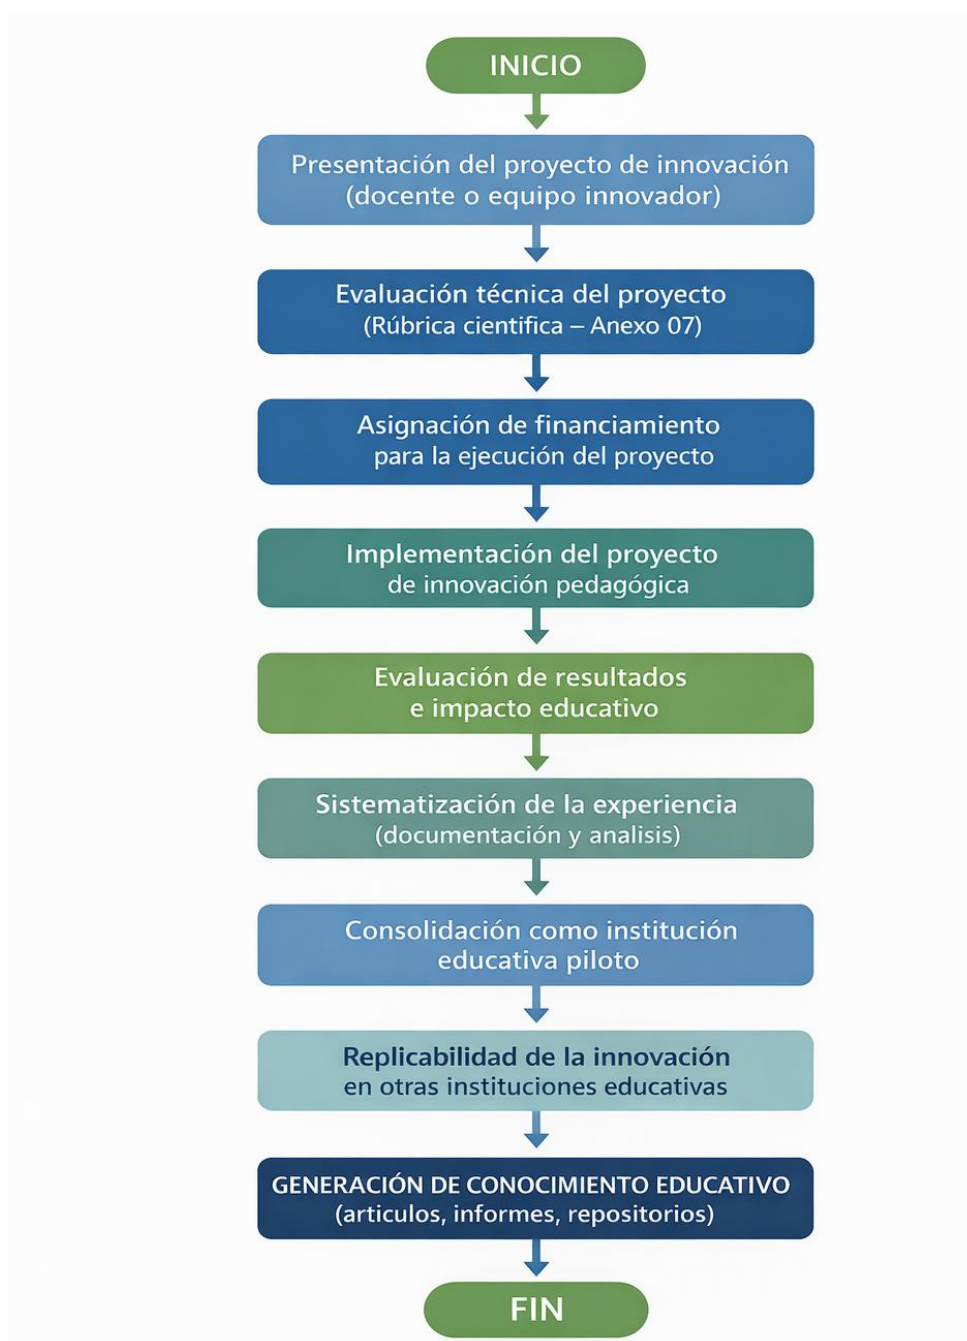 INICIO
Presentación del proyecto de innovación
(docente o equipo innovador)
Evaluación técnica del proyecto
(Rúbrica cientifica – Anexo 07)
Asignación de financiamiento
para la ejecución del proyecto
Implementación del proyecto
de innovación pedagógica
Evaluación de resultados
e impacto educativo
Sistematización de la experiencia
(documentación y analisis)
Consolidación como institución
educativa piloto
Replicabilidad de la innovación
en otras instituciones educativas
GENERACIÓN DE CONOCIMIENTO EDUCATIVO
(articulos, informes, repositorios)
FIN